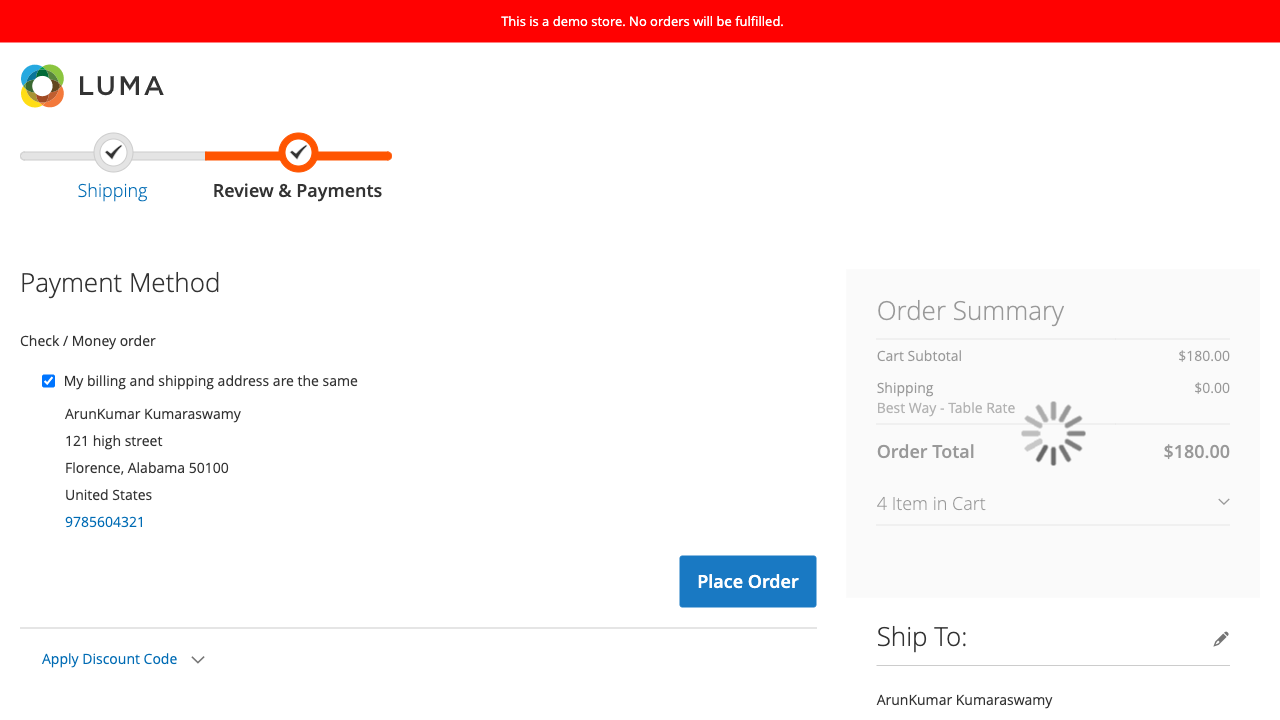 This is a demo store. No orders will be fulfilled.
LUMA
Shipping
Review & Payments
Payment Method
Check / Money order
My billing and shipping address are the same
ArunKumar Kumaraswamy
121 high street
Florence, Alabama 50100
United States
9785604321
Place Order
Apply Discount Code
Order Summary
Cart Subtotal $180.00
Shipping $0.00
Best Way - Table Rate
Order Total $180.00
4 Item in Cart
Ship To:
ArunKumar Kumaraswamy